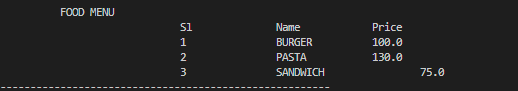 FOOD MENU
Sl Name Price
1 BURGER 100.0
2 PASTA 130.0
3 SANDWICH 75.0
-------------------------------------------------------